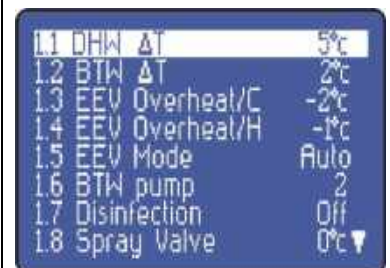 1.1 DHW ΔT 5°c
1.2 BTW ΔT 2°c
1.3 EEV Overheat/C -2°c
1.4 EEV Overheat/H -1°c
1.5 EEV Mode Auto
1.6 BTW pump 2
1.7 Disinfection Off
1.8 Spray Valve 0°c